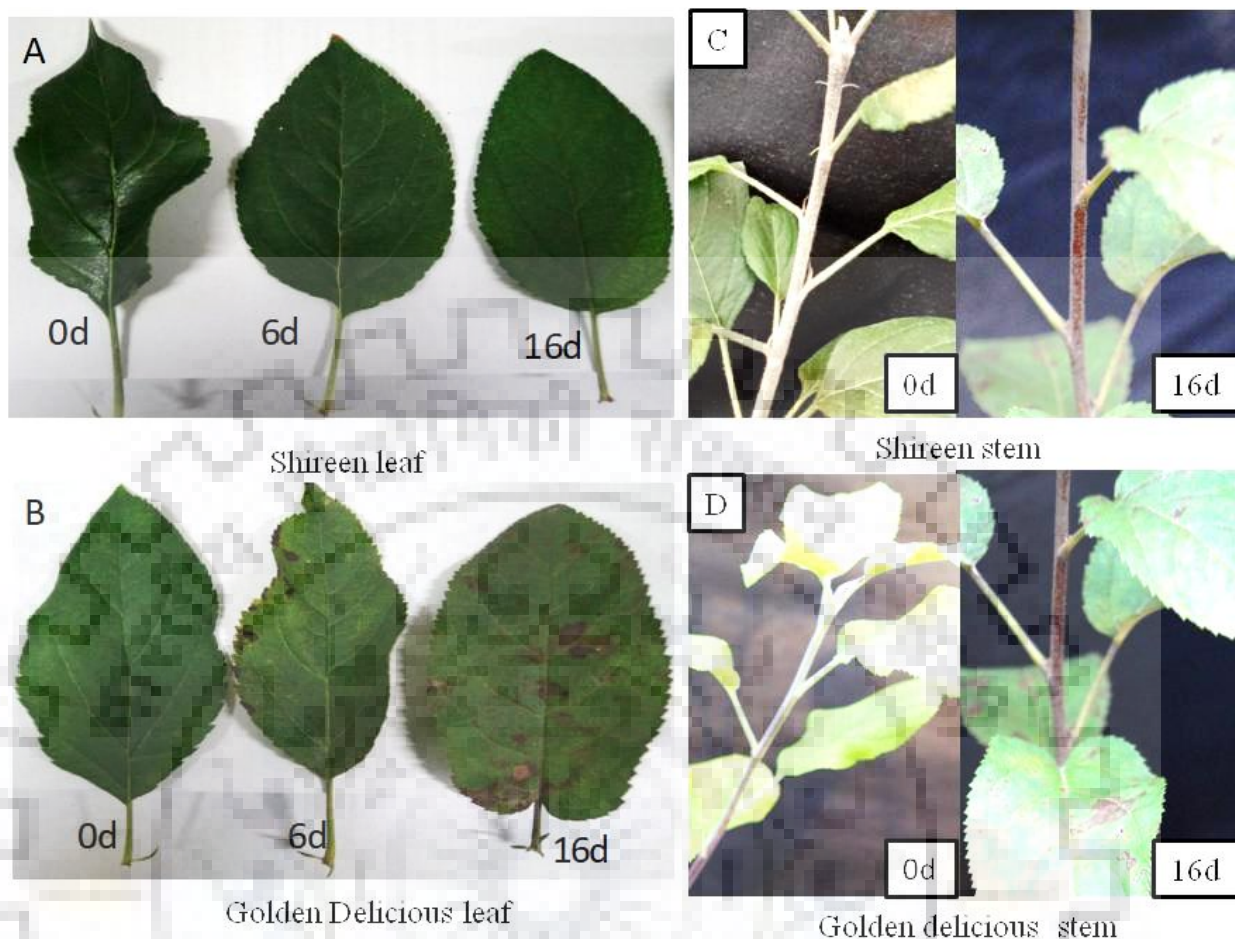 A
0d
6d
16d
Shireen leaf
C
0d
16d
Shireen stem
B
0d
6d
16d
Golden Delicious leaf
D
0d
16d
Golden delicious stem